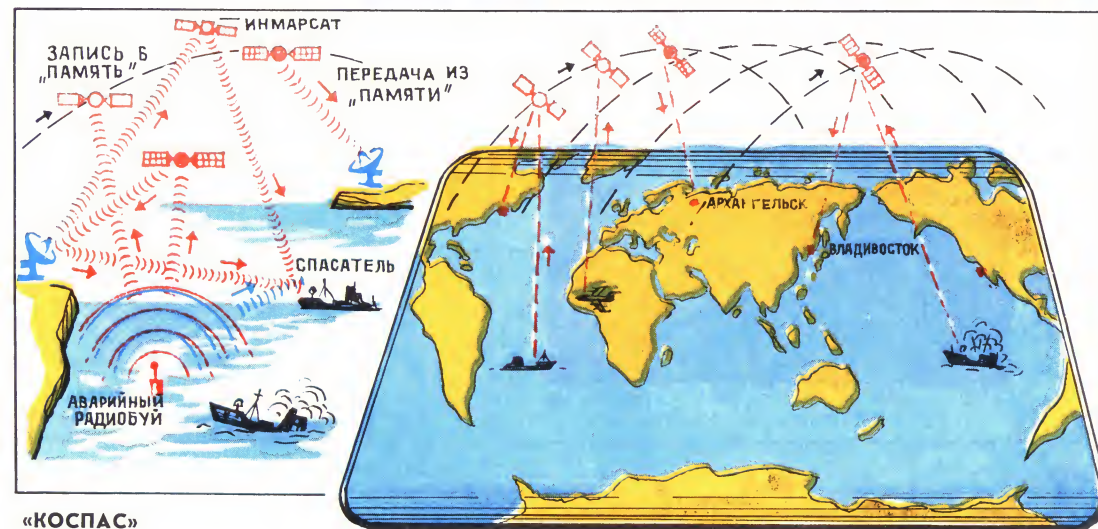 ИНМАРСАТ
ЗАПИСЬ В
„ПАМЯТЬ"
ПЕРЕДАЧА ИЗ
„ПАМЯТИ"
СПАСАТЕЛЬ
АВАРИЙНЫЙ
РАДИОБУЙ
АРХАНГЕЛЬСК
ВЛАДИВОСТОК
«КОСПАС»